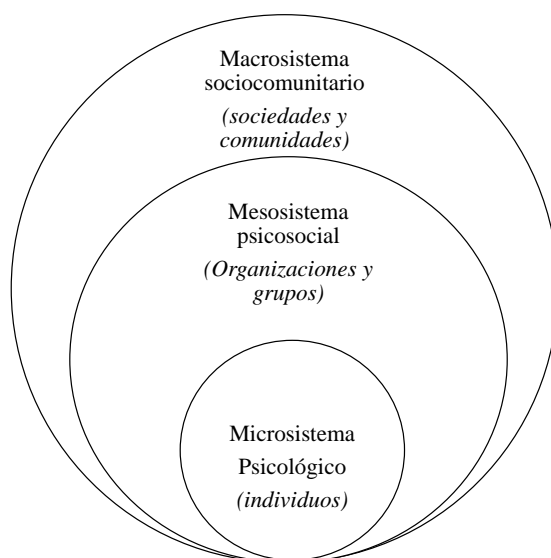 Macrosistema
sociocomunitario
(sociedades y
comunidades)
Mesosistema
psicosocial
(Organizaciones y
grupos)
Microsistema
Psicológico
(individuos)